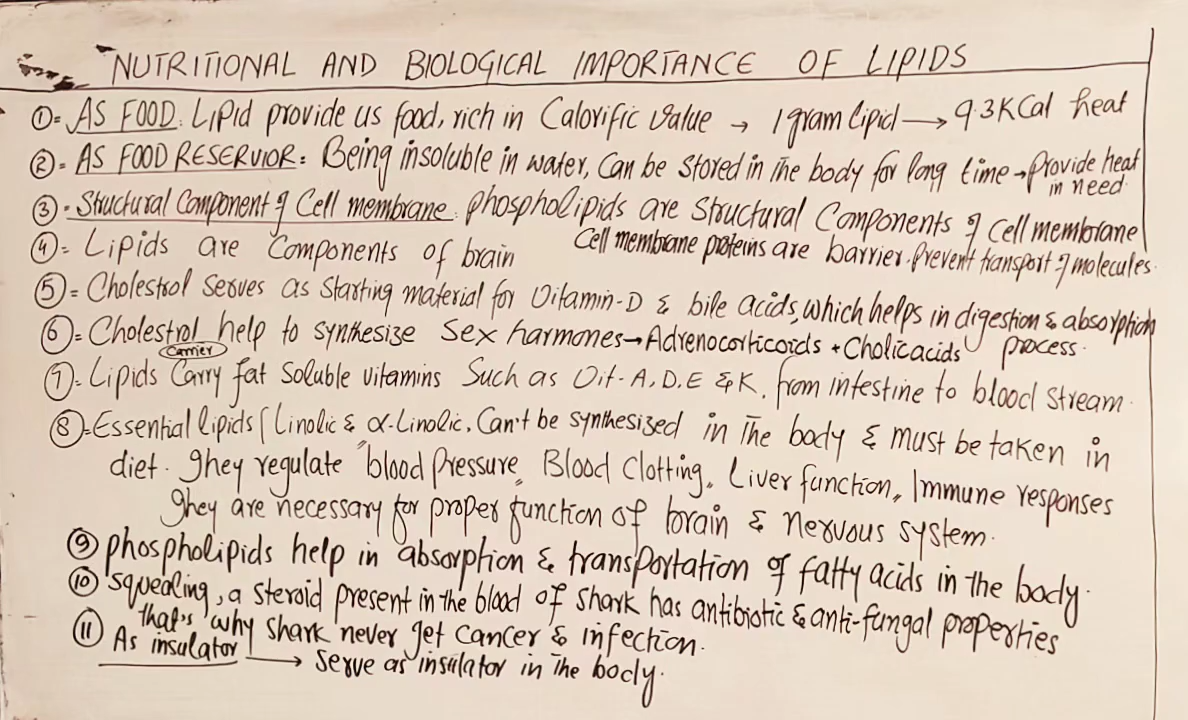 NUTRITIONAL AND BIOLOGICAL IMPORTANCE OF LIPIDS
①= AS FOOD: Lipid provide us food, rich in Calorific Value → 1 gram lipid → 9.3 KCal heat
②= AS FOOD RESERVIOR: Being insoluble in water, Can be Stored in the body for long time → Provide heat
in need.
③= Structural Component of Cell membrane: phospholipids are Structural Components of Cell membrane
④= Lipids are Components of brain Cell membrane proteins are barrier. Prevent transport of molecules.
⑤= Cholestrol Serves as Starting material for Vitamin-D & bile acids, which helps in digestion & absorption
⑥= Cholestrol help to synthesize Sex harmones → Adrenocorticoids + Cholic acids process.
Carrier
⑦= Lipids Carry fat Soluble vitamins Such as Vit-A, D, E & K, from intestine to blood stream.
⑧= Essential lipids ( Linolic & α-Linolic, Can't be synthesized in the body & must be taken in
diet. They regulate "blood Pressure, Blood Clotting, Liver function, Immune responses
They are necessary for proper function of brain & nervous system.
⑨ phospholipids help in absorption & transportation of fatty acids in the body.
⑩ squealing, a Steroid present in the blood of shark has antibiotic & anti-fungal properties
that's why shark never get cancer & infection.
⑪ As insulator → Serve as insulator in the body.